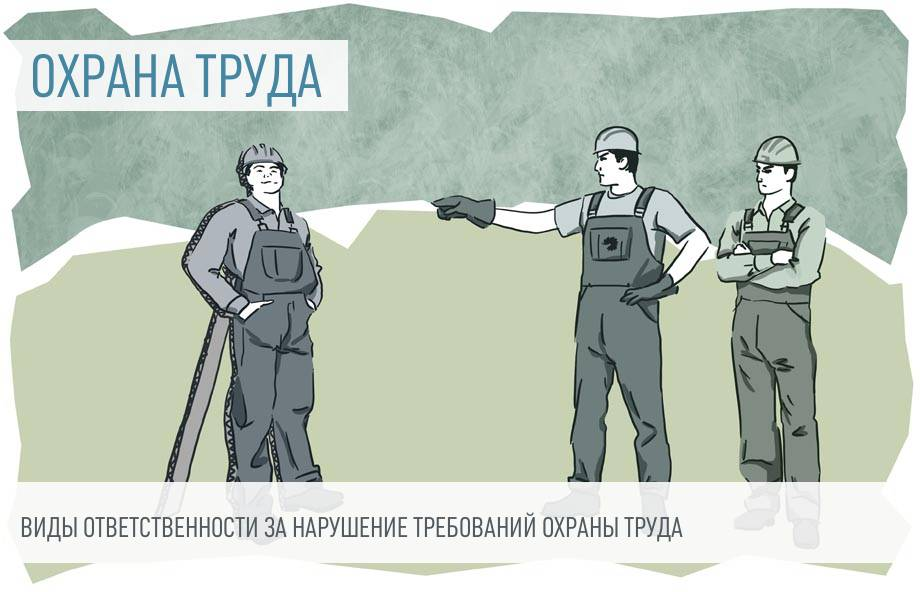 ОХРАНА ТРУДА
ВИДЫ ОТВЕТСТВЕННОСТИ ЗА НАРУШЕНИЕ ТРЕБОВАНИЙ ОХРАНЫ ТРУДА